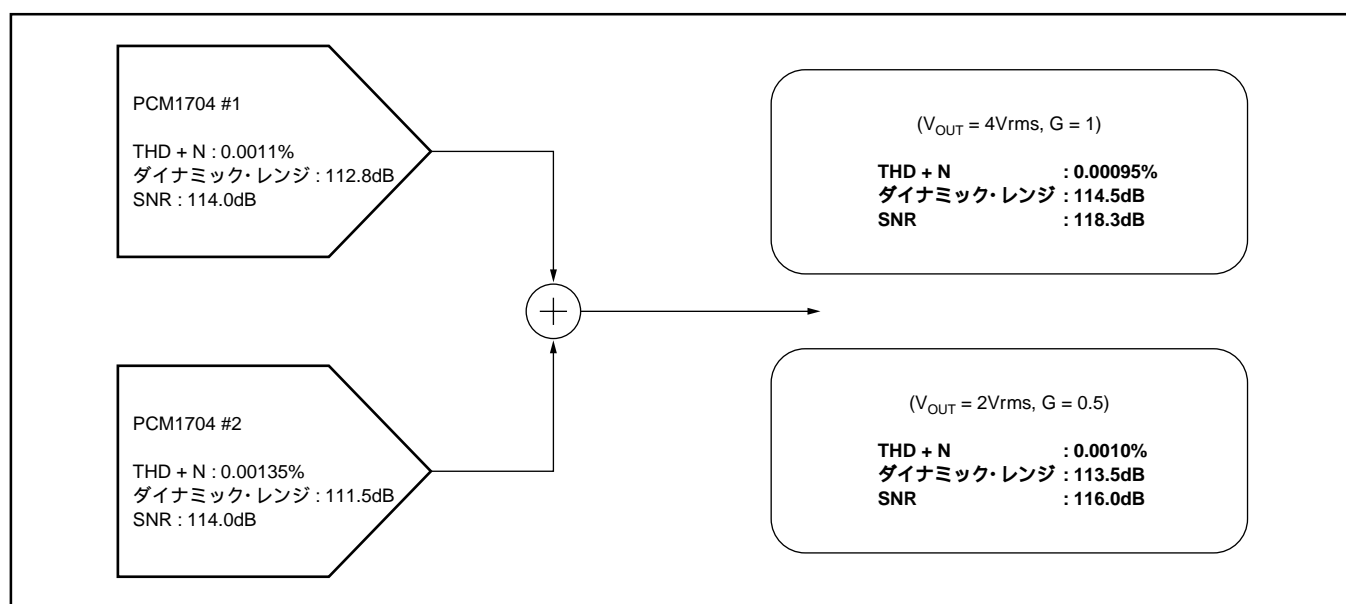 PCM1704 #1
THD + N : 0.0011%
ダイナミック・レンジ : 112.8dB
SNR : 114.0dB
PCM1704 #2
THD + N : 0.00135%
ダイナミック・レンジ : 111.5dB
SNR : 114.0dB
(VOUT = 4Vrms, G = 1)
THD + N : 0.00095%
ダイナミック・レンジ : 114.5dB
SNR : 118.3dB
(VOUT = 2Vrms, G = 0.5)
THD + N : 0.0010%
ダイナミック・レンジ : 113.5dB
SNR : 116.0dB